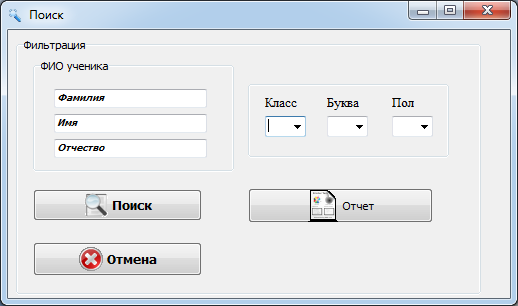 Поиск
Фильтрация
ФИО ученика
Фамилия
Имя
Отчество
Класс Буква Пол
Поиск
Отчет
Отмена